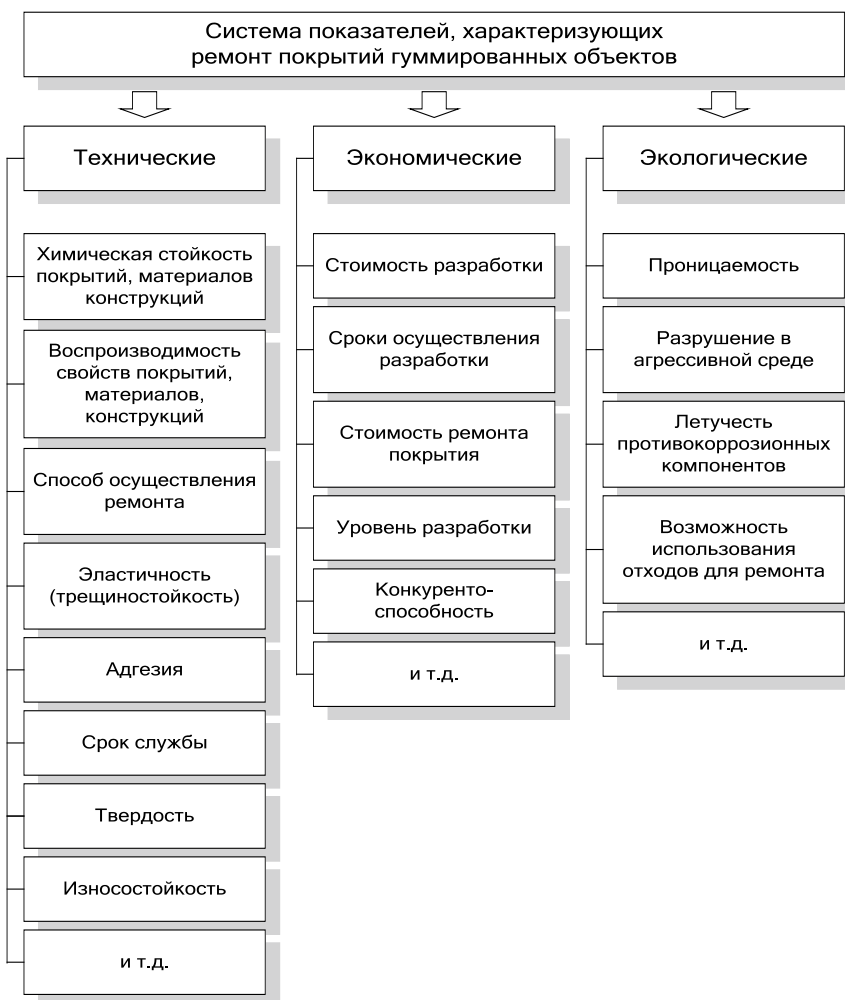 Система показателей, характеризующих
ремонт покрытий гуммированных объектов
Технические
Химическая стойкость
покрытий, материалов
конструкций
Воспроизводимость
свойств покрытий,
материалов,
конструкций
Способ осуществления
ремонта
Эластичность
(трещиностойкость)
Адгезия
Срок службы
Твердость
Износостойкость
и т.д.
Экономические
Стоимость разработки
Сроки осуществления
разработки
Стоимость ремонта
покрытия
Уровень разработки
Конкуренто-
способность
и т.д.
Экологические
Проницаемость
Разрушение в
агрессивной среде
Летучесть
противокоррозионных
компонентов
Возможность
использования
отходов для ремонта
и т.д.